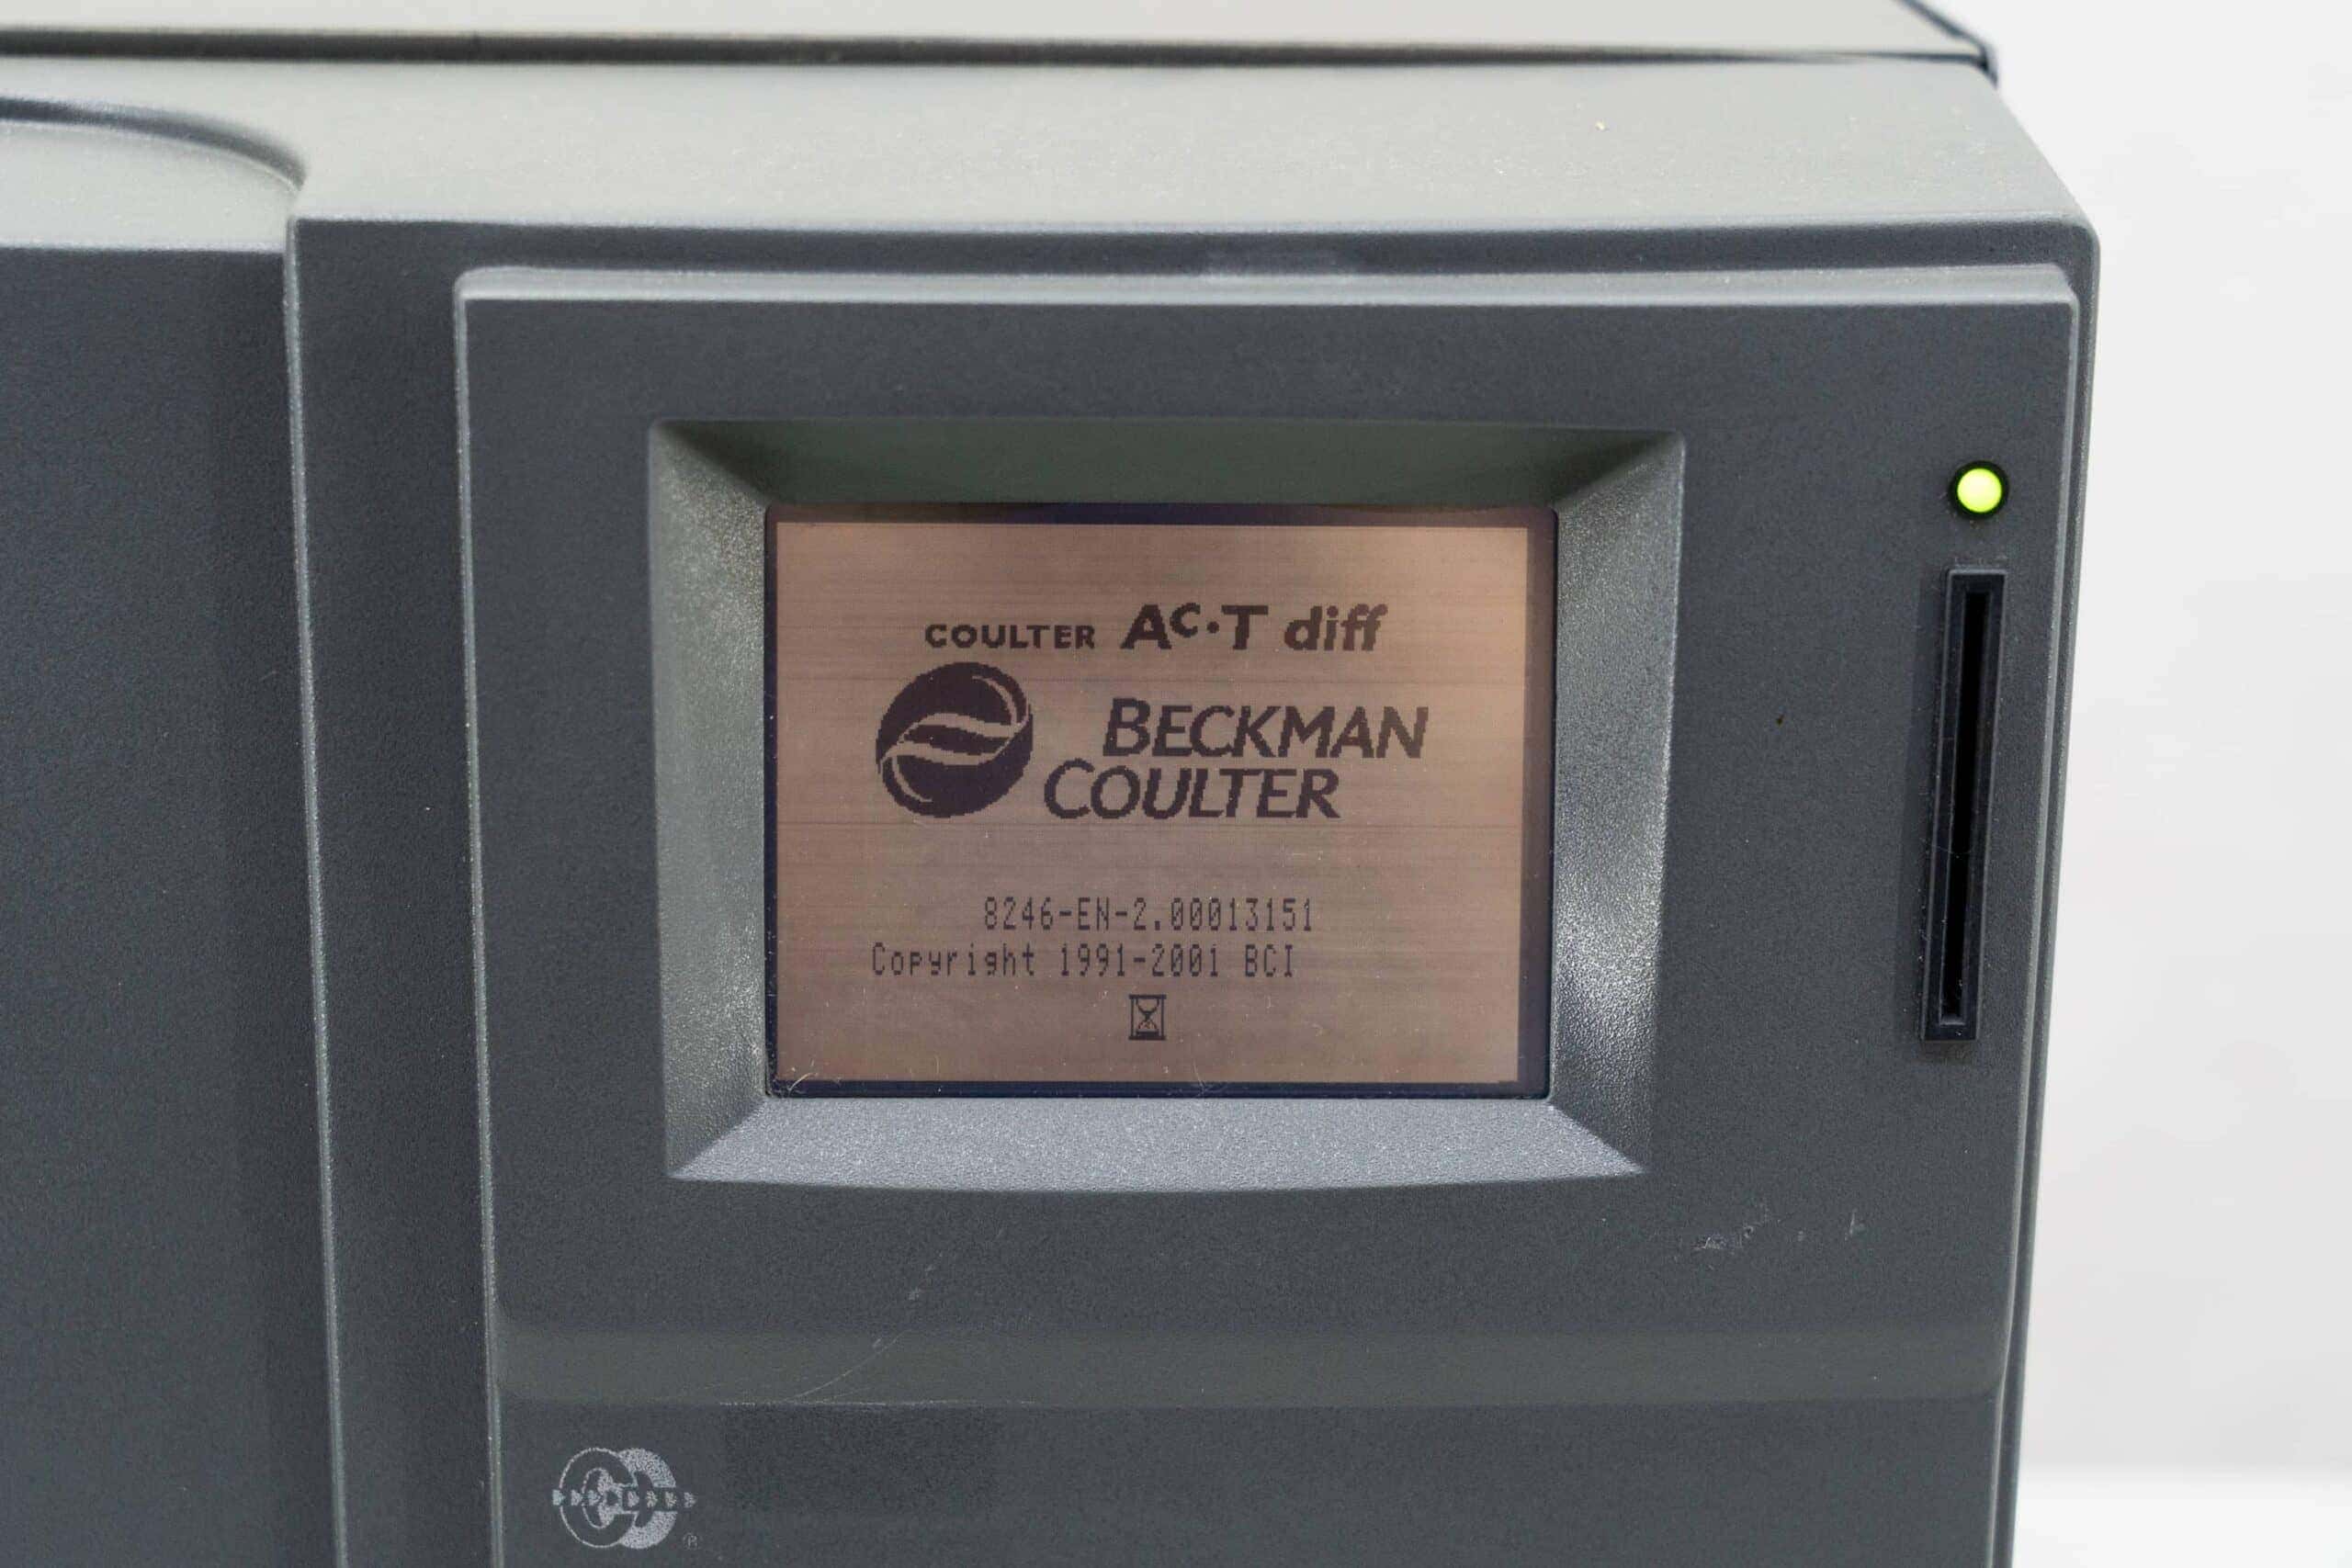 COULTER AC·T diff
BECKMAN
COULTER
8246-EN-2.00013151
Copyright 1991-2001 BCI
®